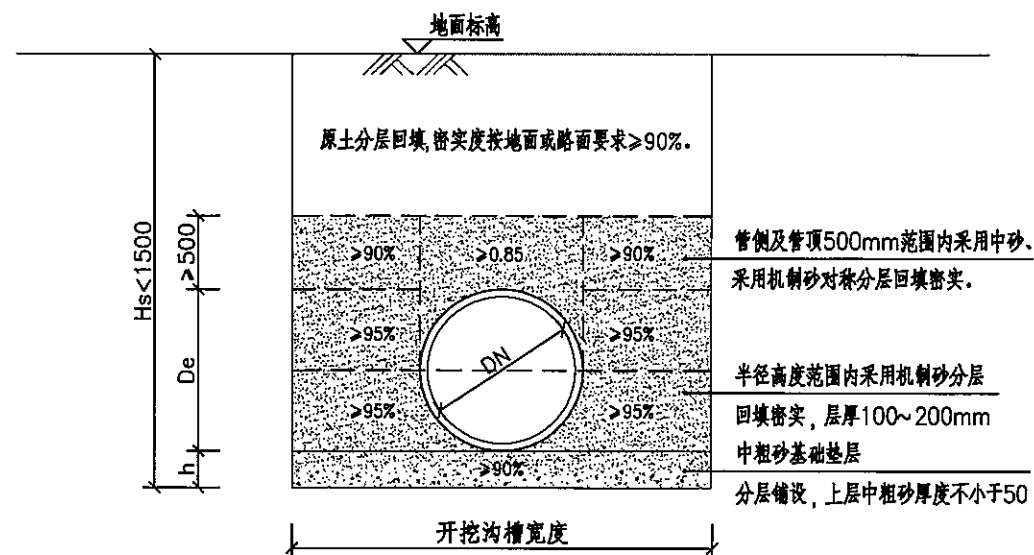 地面标高
原土分层回填,密实度按地面或路面要求≥90%.
Hs<1500
≥500
De
h
≥90%
≥0.85
≥90%
≥95%
≥95%
DN
≥95%
≥95%
≥90%
管侧及管顶500mm范围内采用中砂、
采用机制砂对称分层回填密实.
半径高度范围内采用机制砂分层
回填密实, 层厚100~200mm
中粗砂基础垫层
分层铺设, 上层中粗砂厚度不小于50
开挖沟槽宽度